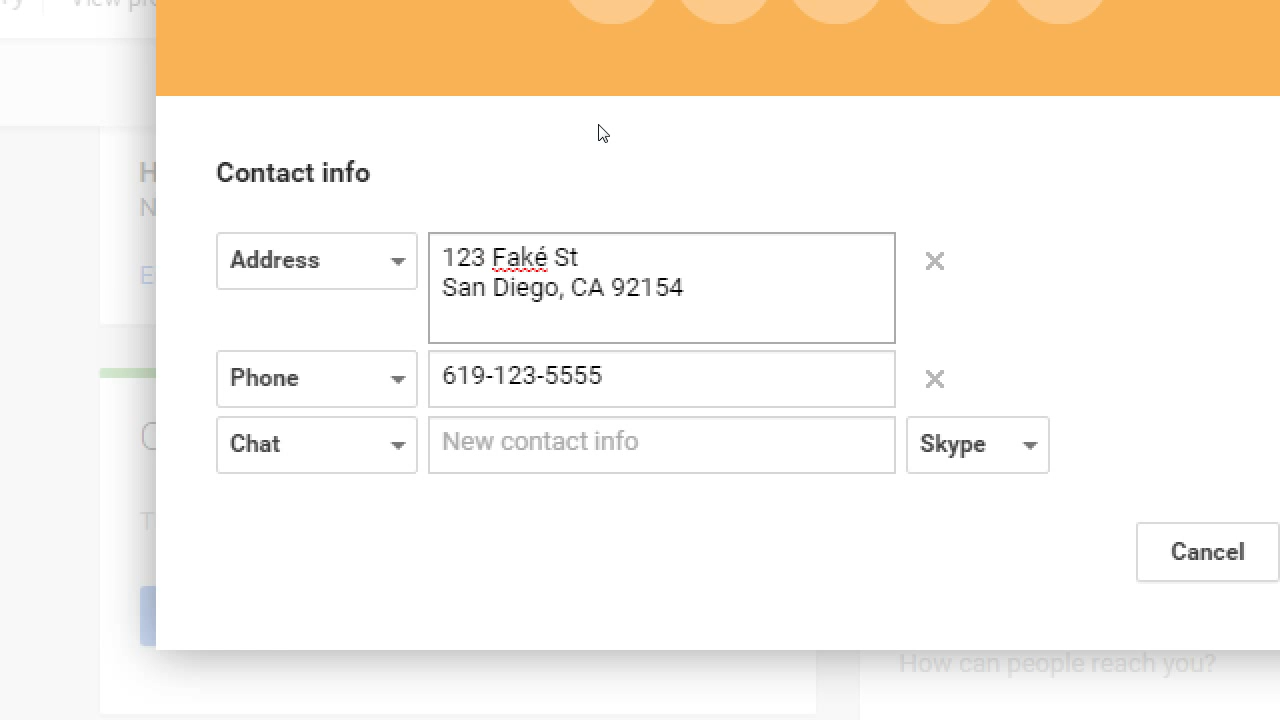 Contact info
Address
123 Faké St
San Diego, CA 92154
Phone
619-123-5555
Chat
New contact info
Skype
Cancel
How can people reach you?